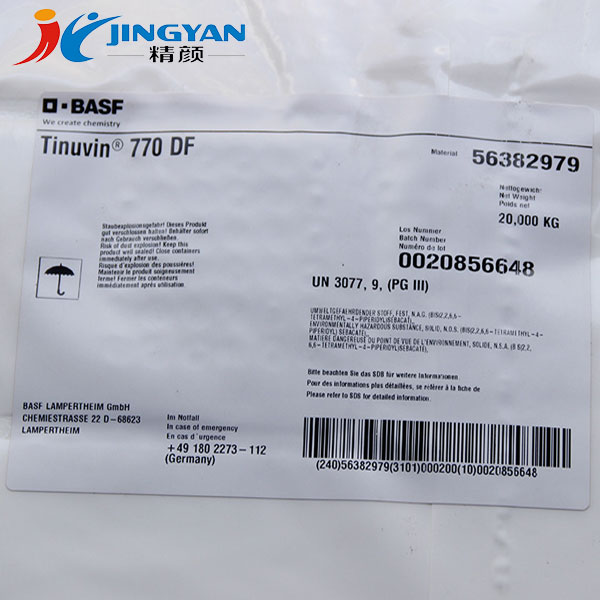 JINGYAN
精颜
BASF
We create chemistry
Tinuvin® 770 DF
Material 56382979
Nettogewicht
Net Weight
Poids net
20,000 KG
Staubexplosionsgefahr! Dieses Produkt
gut verschlossen halten! Behälter sofort
nach Gebrauch verschließen.
Risk of dust explosion! Keep this
product well sealed! Close containers
immediately after use.
Risque d'explosion des poussières!
Maintenir le produit soigneusement
ferme! Fermer les conteneurs
immédiatement après utilisation.
Los Nummer
Batch Number
Numéro de lot
0020856648
UN 3077, 9, (PG III)
UMWELTGEFAEHRDENDER STOFF, FEST, N.A.G. (BIS(2,2,6,6-
TETRAMETHYL-4-PIPERIDYL)SEBACATE),
ENVIRONMENTALLY HAZARDOUS SUBSTANCE, SOLID, N.O.S. (BIS(2,2,6,6-TETRAMETHYL-4-
PIPERIDYL) SEBACATE),
MATIERE DANGEREUSE DU POINT DE VUE DE L'ENVIRONNEMENT, SOLIDE, N.S.A. (BIS(2,2,
6,6-TETRAMETHYL-4-PIPERIDYL)SEBACATE),
Bitte beachten Sie das SDB für weitere Informationen.
Pour des informations plus détaillées, se référer à la fiche de
Please refer to SDS for detailed information.
BASF LAMPERTHEIM GmbH
CHEMIESTRASSE 22 D-68623
LAMPERTHEIM
Im Notfall
In case of emergency
En cas d'urgence
+49 180 2273-112
(Germany)
(240)56382979(3101)000200(10)0020856648